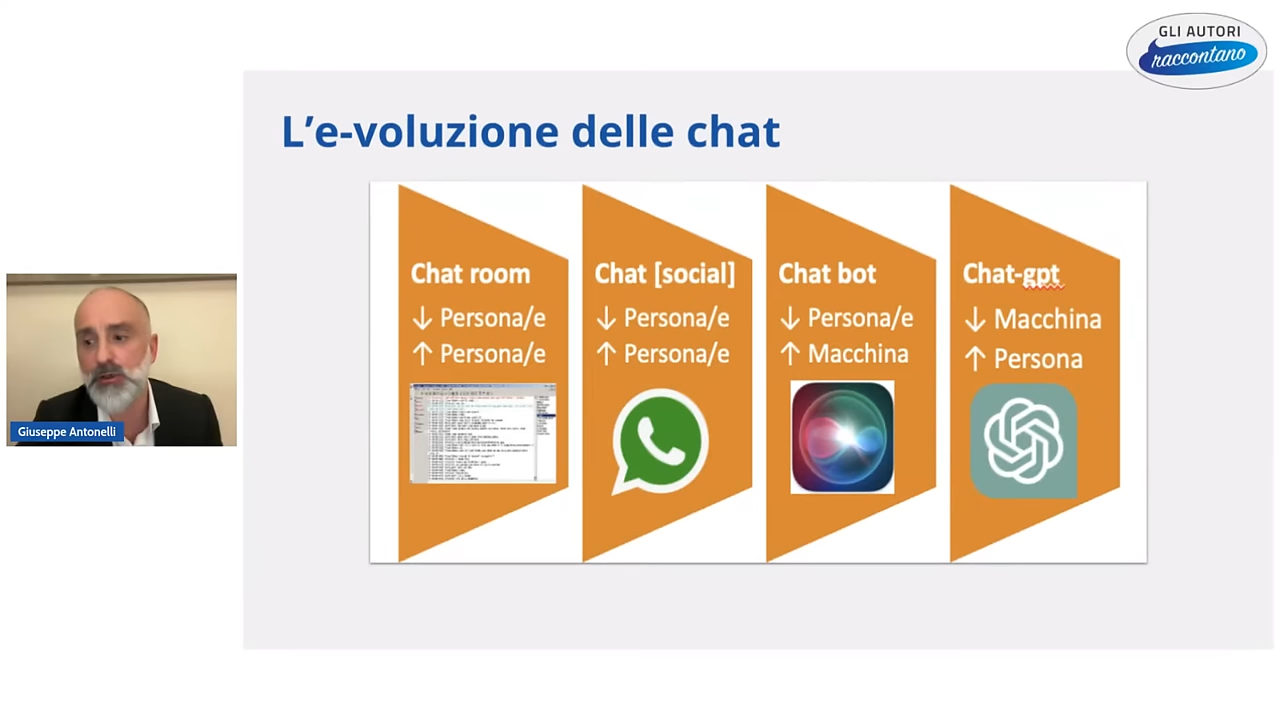 GLI AUTORI
raccontano
L'e-voluzione delle chat
Chat room
↓ Persona/e
↑ Persona/e
Chat [social]
↓ Persona/e
↑ Persona/e
Chat bot
↓ Persona/e
↑ Macchina
Chat-gpt
↓ Macchina
↑ Persona
Giuseppe Antonelli